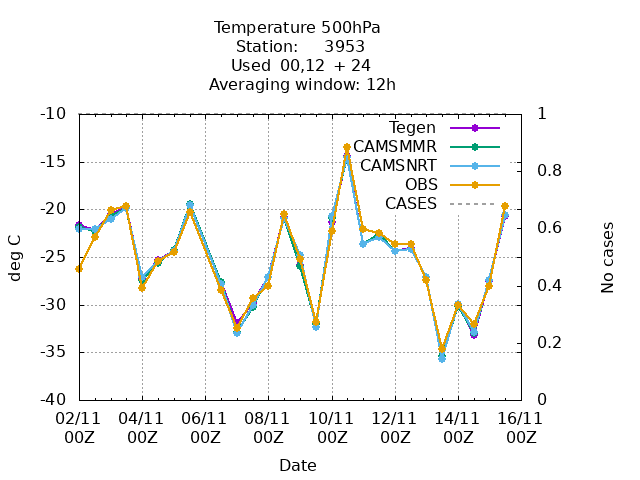 Temperature 500hPa
Station: 3953
Used 00,12 + 24
Averaging window: 12h
-10
-15
-20
-25
-30
-35
-40
1
0.8
0.6
0.4
0.2
0
Tegen
CAMSMMR
CAMSNRT
OBS
CASES
deg C
No cases
02/11 04/11 06/11 08/11 10/11 12/11 14/11 16/11
00Z 00Z 00Z 00Z 00Z 00Z 00Z 00Z
Date